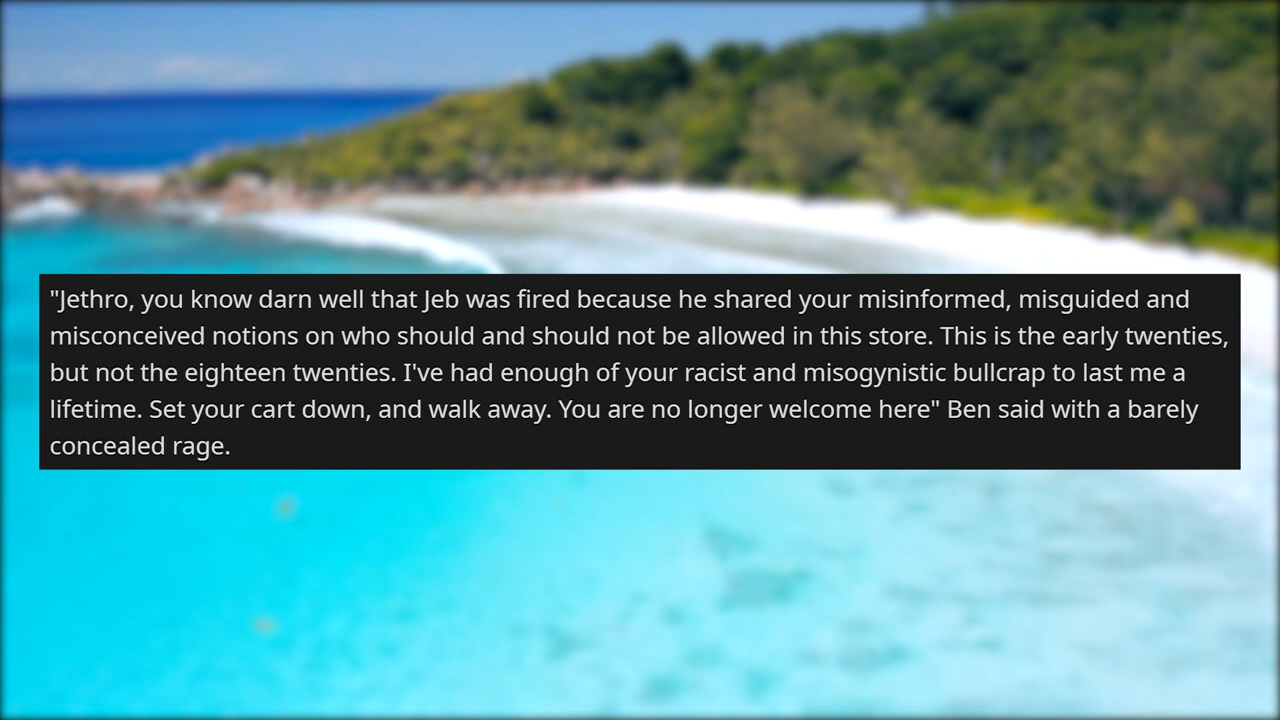 "Jethro, you know darn well that Jeb was fired because he shared your misinformed, misguided and
misconceived notions on who should and should not be allowed in this store. This is the early twenties,
but not the eighteen twenties. I've had enough of your racist and misogynistic bullcrap to last me a
lifetime. Set your cart down, and walk away. You are no longer welcome here" Ben said with a barely
concealed rage.